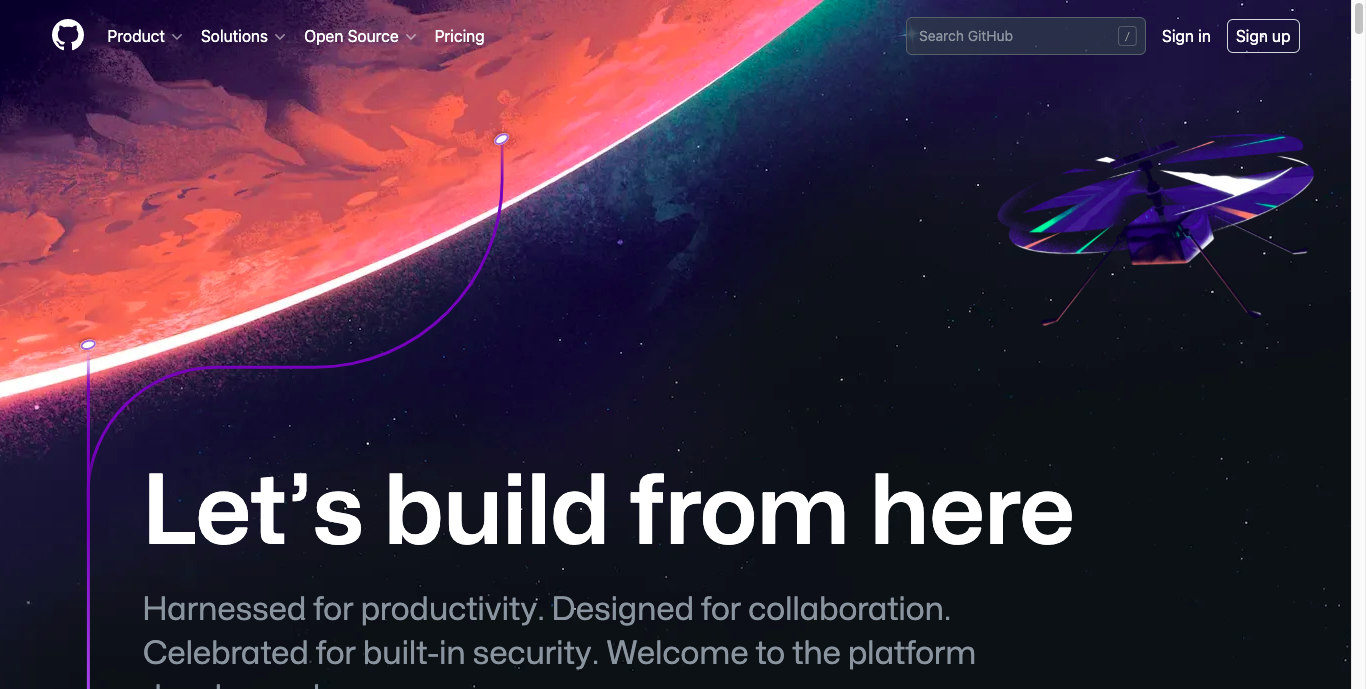 Product
Solutions
Open Source
Pricing
Search GitHub
/
Sign in
Sign up
Let’s build from here
Harnessed for productivity. Designed for collaboration.
Celebrated for built-in security. Welcome to the platform